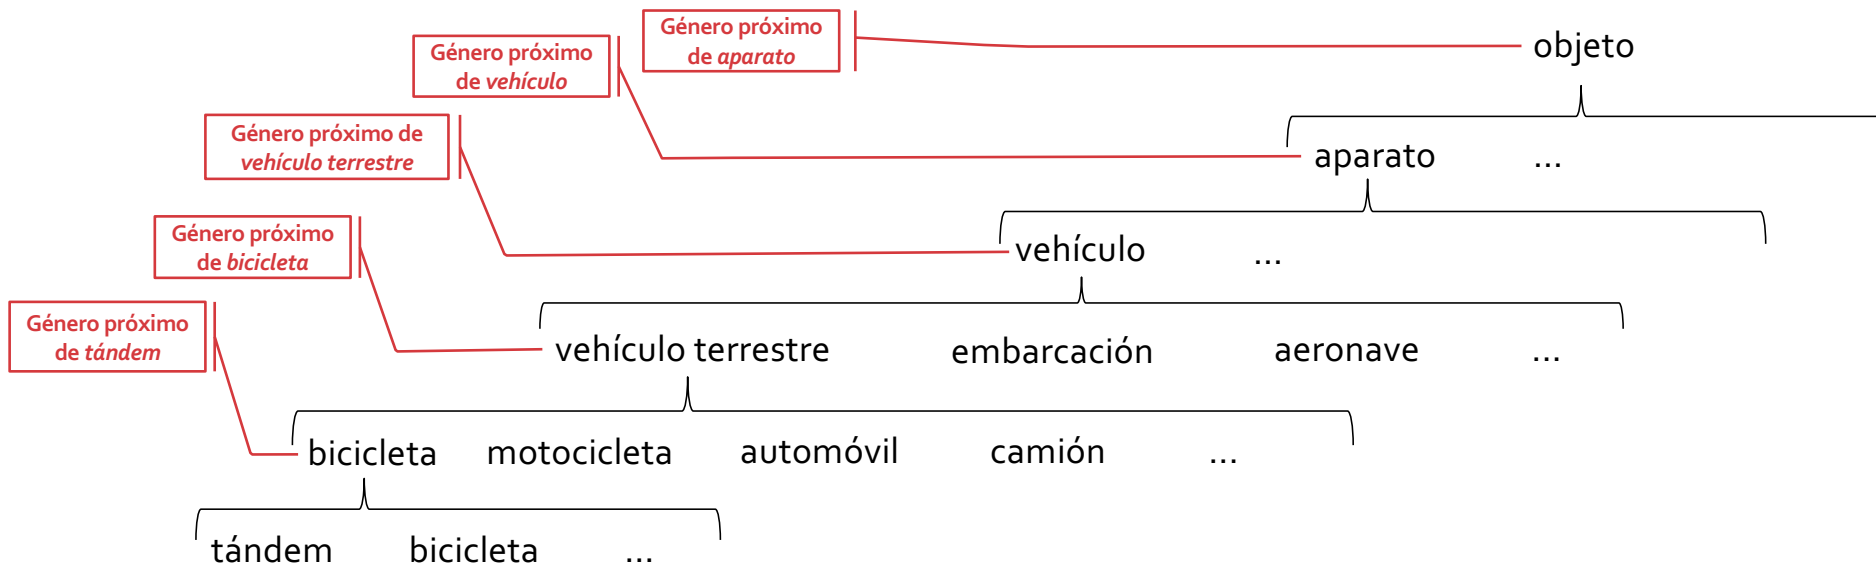 Género próximo
de aparato
objeto
Género próximo
de vehículo
aparato ...
Género próximo de
vehículo terrestre
vehículo ...
Género próximo
de bicicleta
vehículo terrestre embarcación aeronave ...
Género próximo
de tándem
bicicleta motocicleta automóvil camión ...
tándem bicicleta ...